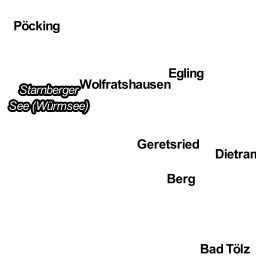 Pöcking
Egling
Wolfratshausen
Starnberger
See (Würmsee)
Geretsried
Dietram
Berg
Bad Tölz